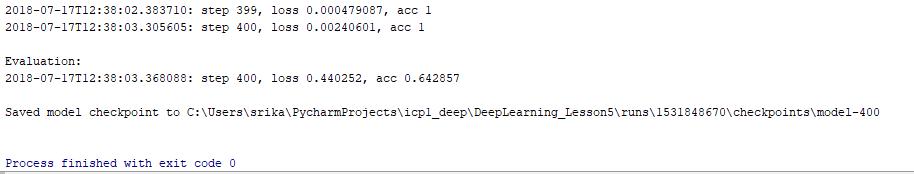 2018-07-17T12:38:02.383710: step 399, loss 0.000479087, acc 1
2018-07-17T12:38:03.305605: step 400, loss 0.00240601, acc 1
Evaluation:
2018-07-17T12:38:03.368088: step 400, loss 0.440252, acc 0.642857
Saved model checkpoint to C:\Users\srika\PycharmProjects\icpl_deep\DeepLearning_Lesson5\runs\1531848670\checkpoints\model-400
Process finished with exit code 0